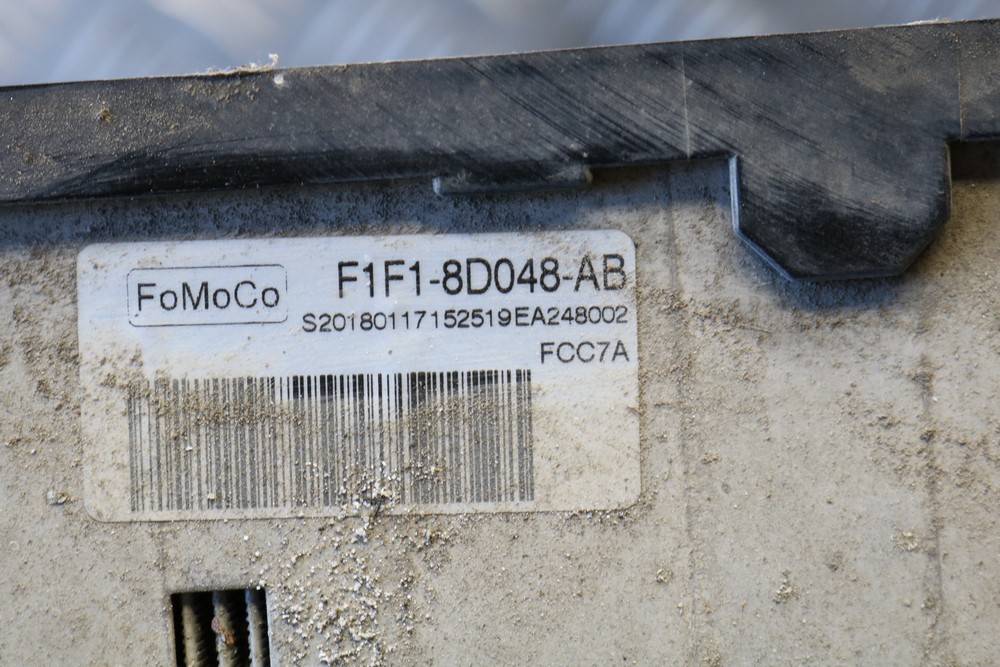 FoMoCo
F1F1-8D048-AB
S20180117152519EA248002
FCC7A